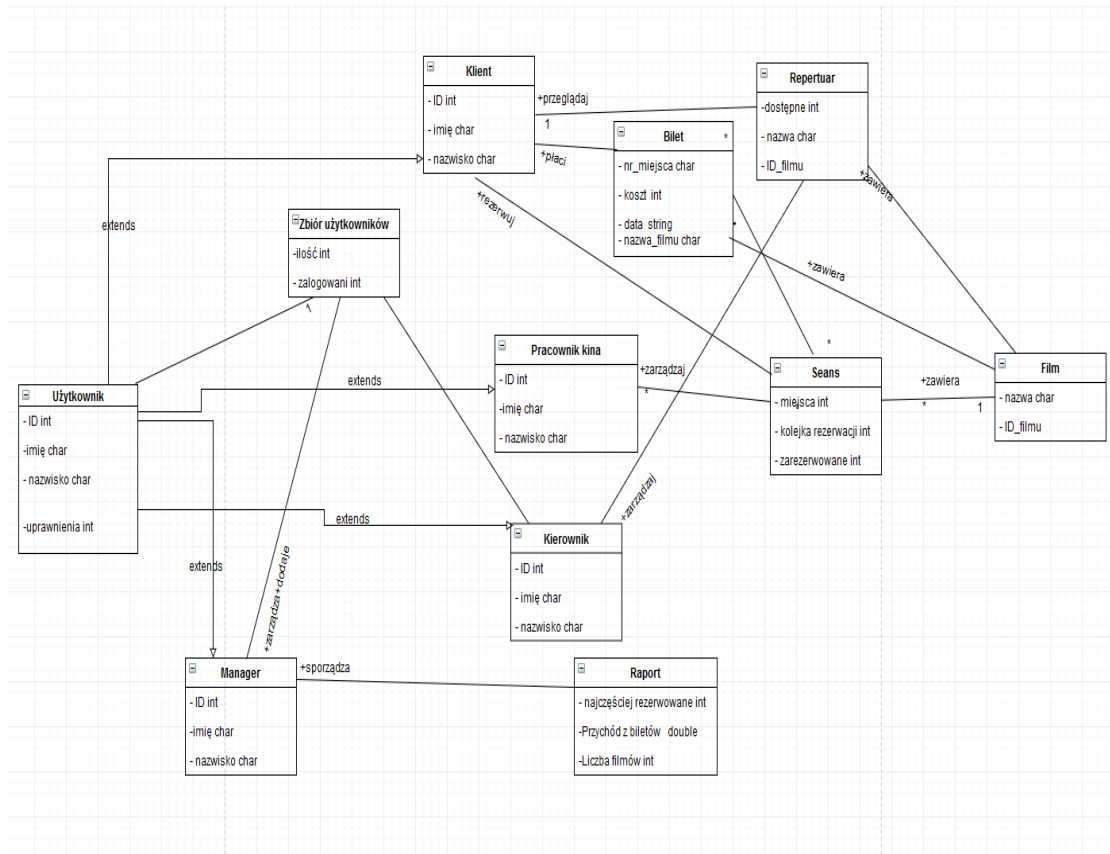 Klient
- ID int
- imię char
- nazwisko char
+przeglądaj
1
+płaci
+rezerwuj
Repertuar
-dostępne int
- nazwa char
- ID_filmu
+zawiera
Bilet
*
- nr_miejsca char
- koszt int
- data string
*
- nazwa_filmu char
+zawiera
*
extends
Zbiór użytkowników
-ilość int
- zalogowani int
1
Użytkownik
- ID int
-imię char
- nazwisko char
-uprawnienia int
extends
extends
extends
Pracownik kina
- ID int
-imię char
- nazwisko char
+zarządzaj
*
Seans
- miejsca int
- kolejka rezerwacji int
- zarezerwowane int
+zawiera
*
1
Film
- nazwa char
- ID_filmu
+zarządzaj
Kierownik
- ID int
- imię char
- nazwisko char
+zarządza+dodaje
Manager
- ID int
-imię char
- nazwisko char
+sporządza
Raport
- najczęściej rezerwowane int
-Przychód z biletów double
-Liczba filmów int